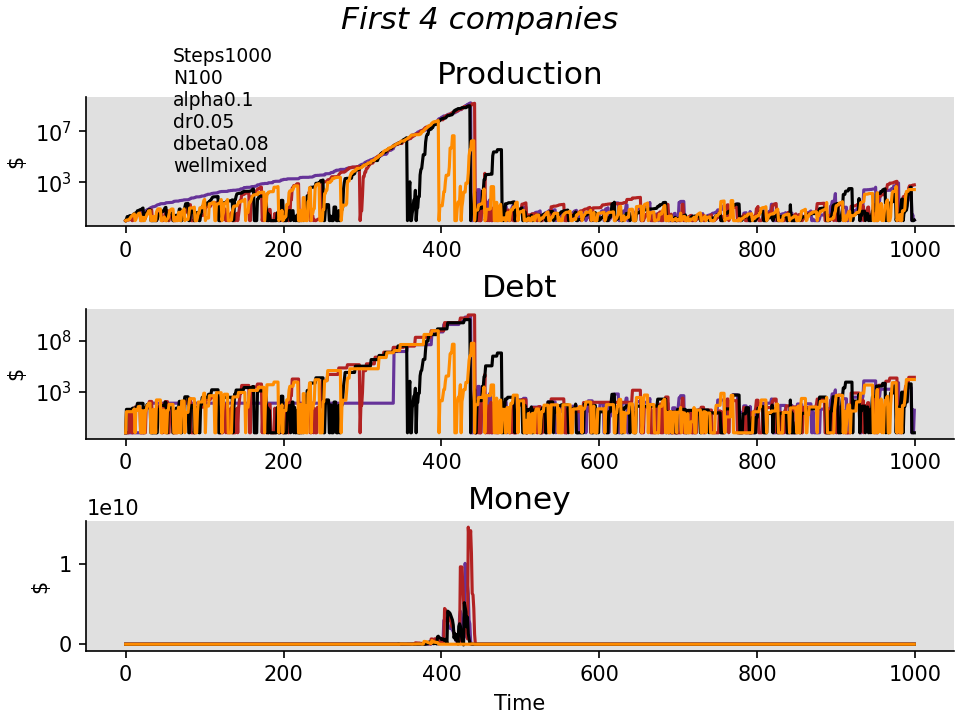 First 4 companies
Steps1000
N100
alpha0.1
dr0.05
dbeta0.08
wellmixed
Production
$
10^7
10^3
0 200 400 600 800 1000
Debt
$
10^8
10^3
0 200 400 600 800 1000
Money
1e10
$
1
0
0 200 400 600 800 1000
Time